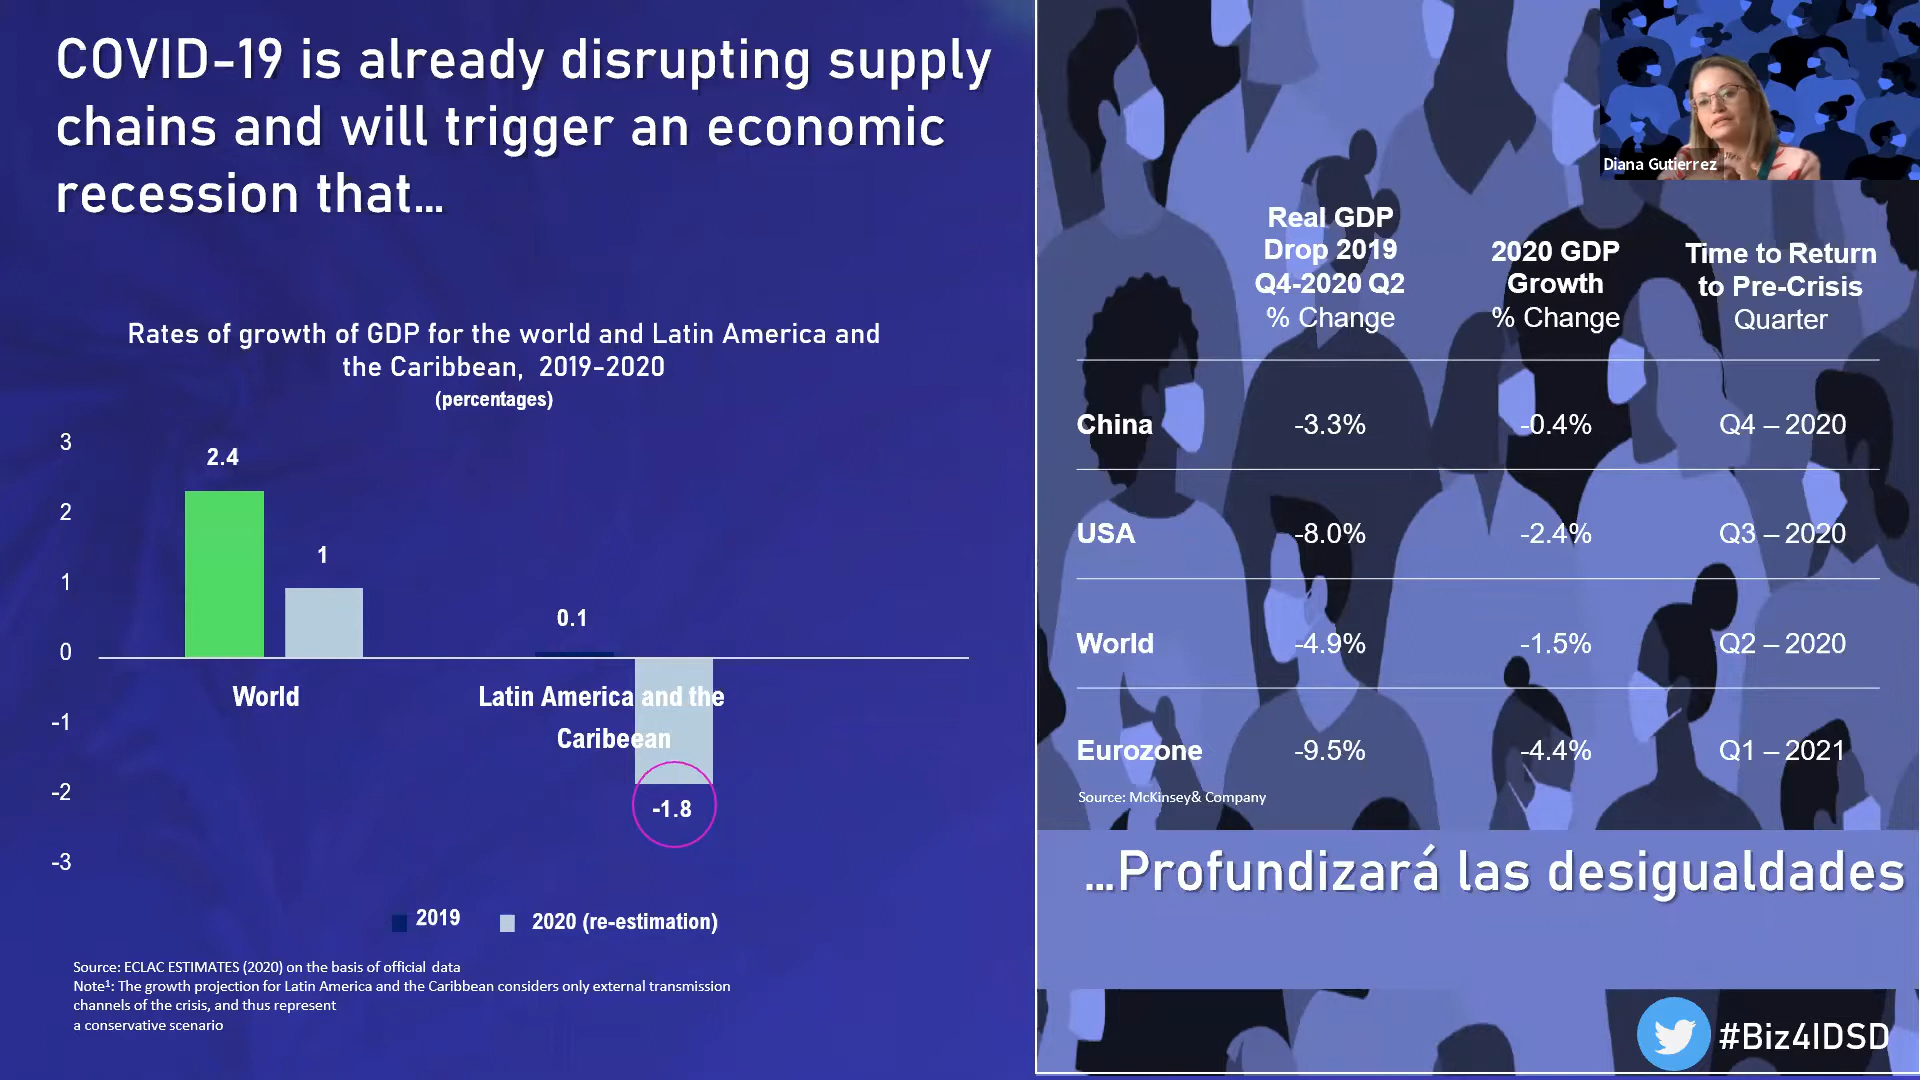 COVID-19 is already disrupting supply
chains and will trigger an economic
recession that...
Rates of growth of GDP for the world and Latin America and
the Caribbean, 2019-2020
(percentages)
3
2
1
0
-1
-2
-3
2.4
1
0.1
-1.8
World
Latin America and the
Caribeean
2019
2020 (re-estimation)
Source: ECLAC ESTIMATES (2020) on the basis of official data
Note¹: The growth projection for Latin America and the Caribbean considers only external transmission
channels of the crisis, and thus represent
a conservative scenario
Diana Gutierrez
Real GDP
Drop 2019
Q4-2020 Q2
% Change
2020 GDP
Growth
% Change
Time to Return
to Pre-Crisis
Quarter
China -3.3% -0.4% Q4 – 2020
USA -8.0% -2.4% Q3 – 2020
World -4.9% -1.5% Q2 – 2020
Eurozone -9.5% -4.4% Q1 – 2021
Source: McKinsey& Company
...Profundizará las desigualdades
#Biz4IDSD